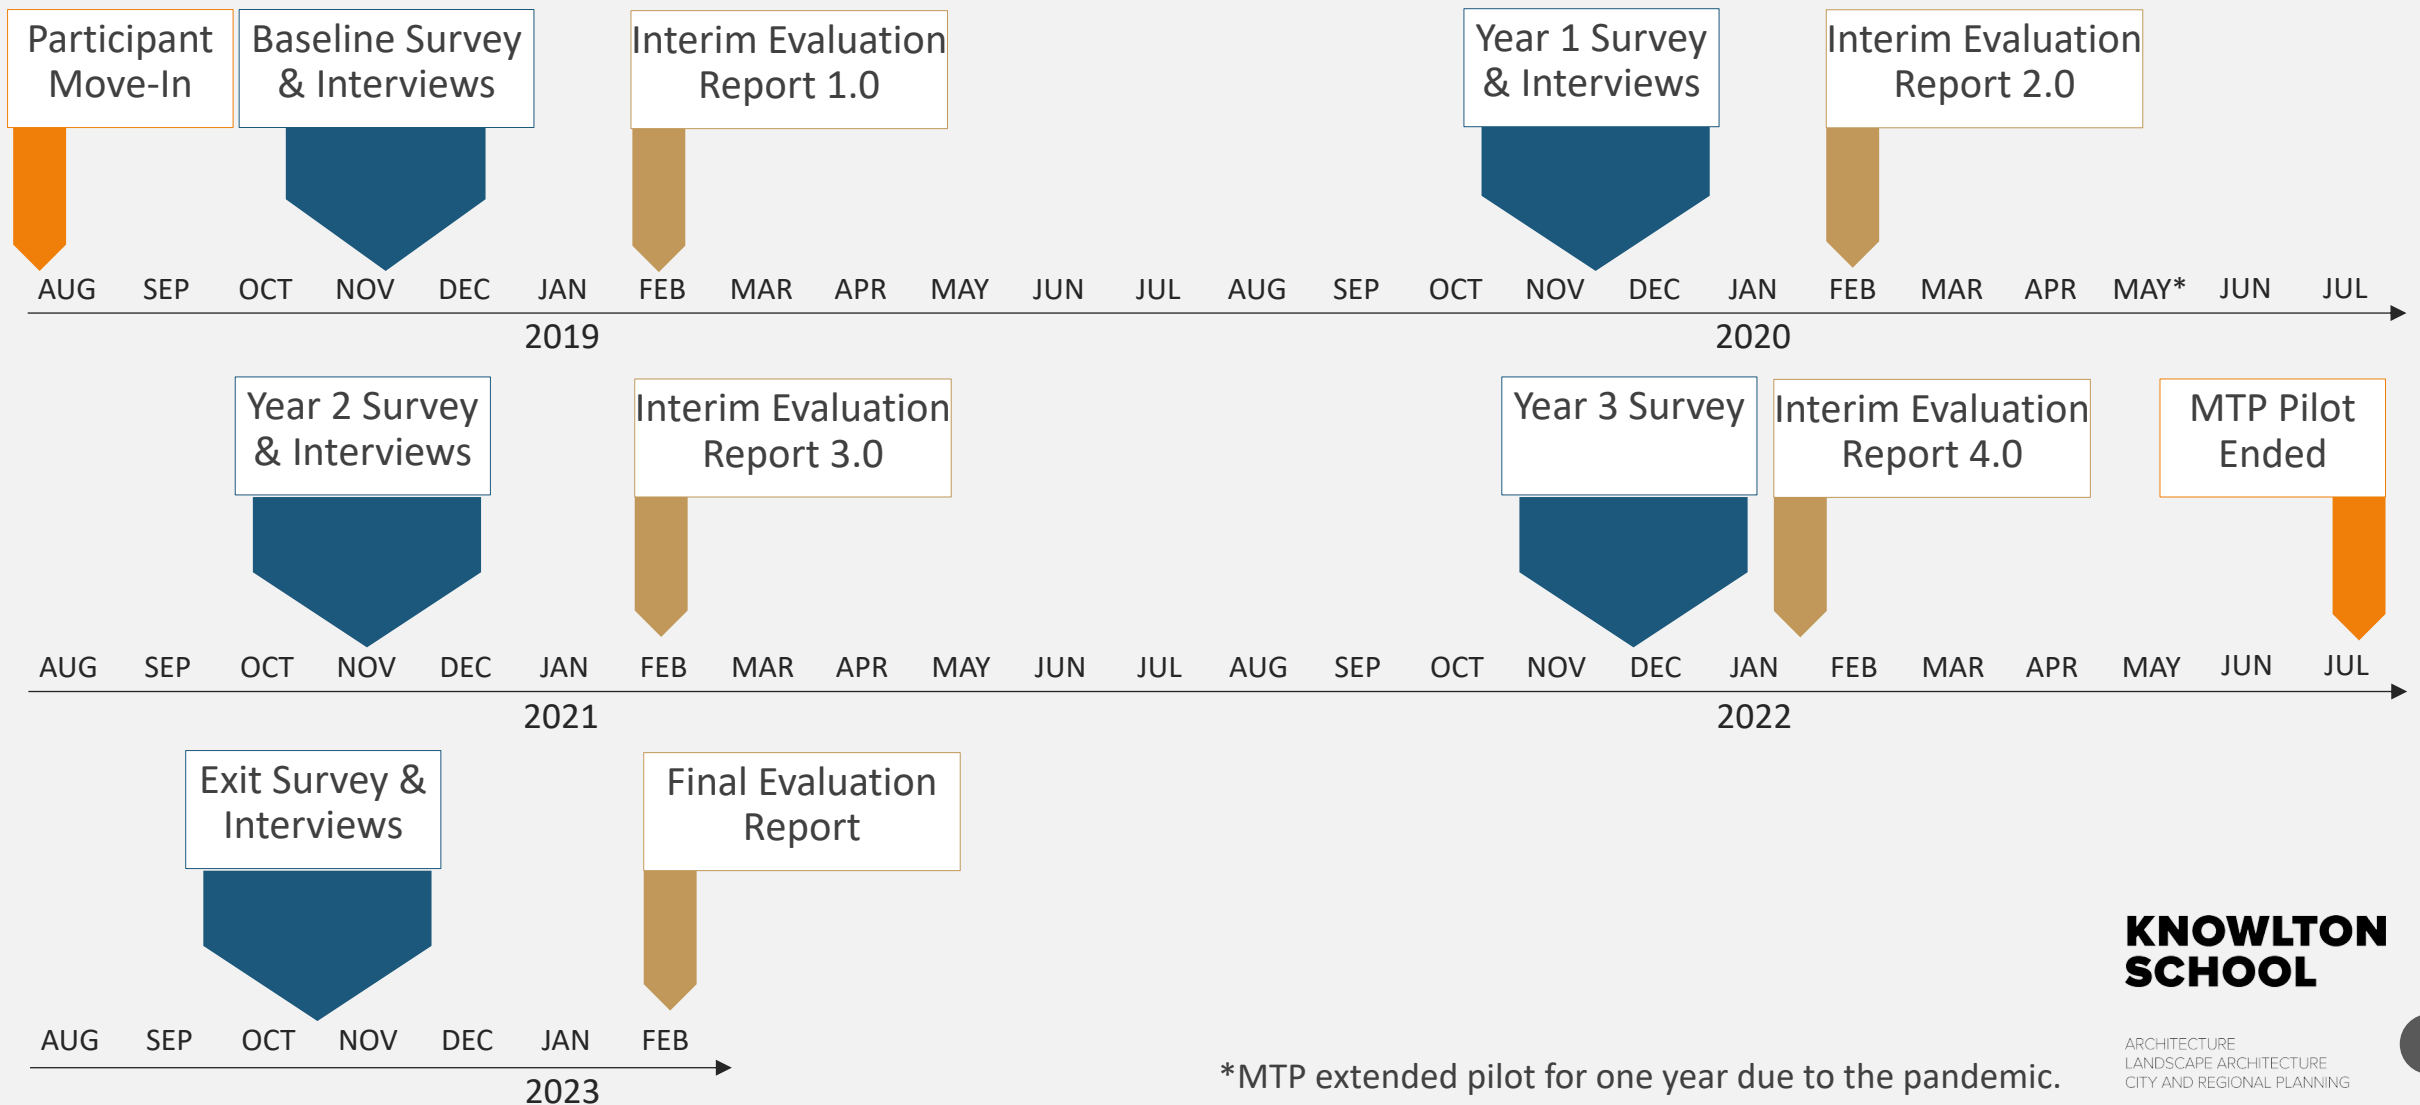 Participant
Move-In
Baseline Survey
& Interviews
Interim Evaluation
Report 1.0
Year 1 Survey
& Interviews
Interim Evaluation
Report 2.0
AUG SEP OCT NOV DEC JAN FEB MAR APR MAY JUN JUL AUG SEP OCT NOV DEC JAN FEB MAR APR MAY* JUN JUL
2019 2020
Year 2 Survey
& Interviews
Interim Evaluation
Report 3.0
Year 3 Survey
Interim Evaluation
Report 4.0
MTP Pilot
Ended
AUG SEP OCT NOV DEC JAN FEB MAR APR MAY JUN JUL AUG SEP OCT NOV DEC JAN FEB MAR APR MAY JUN JUL
2021 2022
Exit Survey &
Interviews
Final Evaluation
Report
AUG SEP OCT NOV DEC JAN FEB
2023
*MTP extended pilot for one year due to the pandemic.
KNOWLTON
SCHOOL
ARCHITECTURE
LANDSCAPE ARCHITECTURE
CITY AND REGIONAL PLANNING